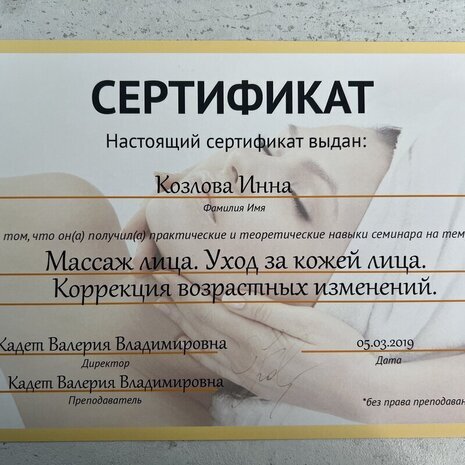 СЕРТИФИКАТ
Настоящий сертификат выдан:
Козлова Инна
Фамилия Имя
том, что он(а) получил(а) практические и теоретические навыки семинара на тем
Массаж лица. Уход за кожей лица.
Коррекция возрастных изменений.
Кадет Валерия Владимировна 05.03.2019
Директор Дата
Кадет Валерия Владимировна
Преподаватель *без права преподаван